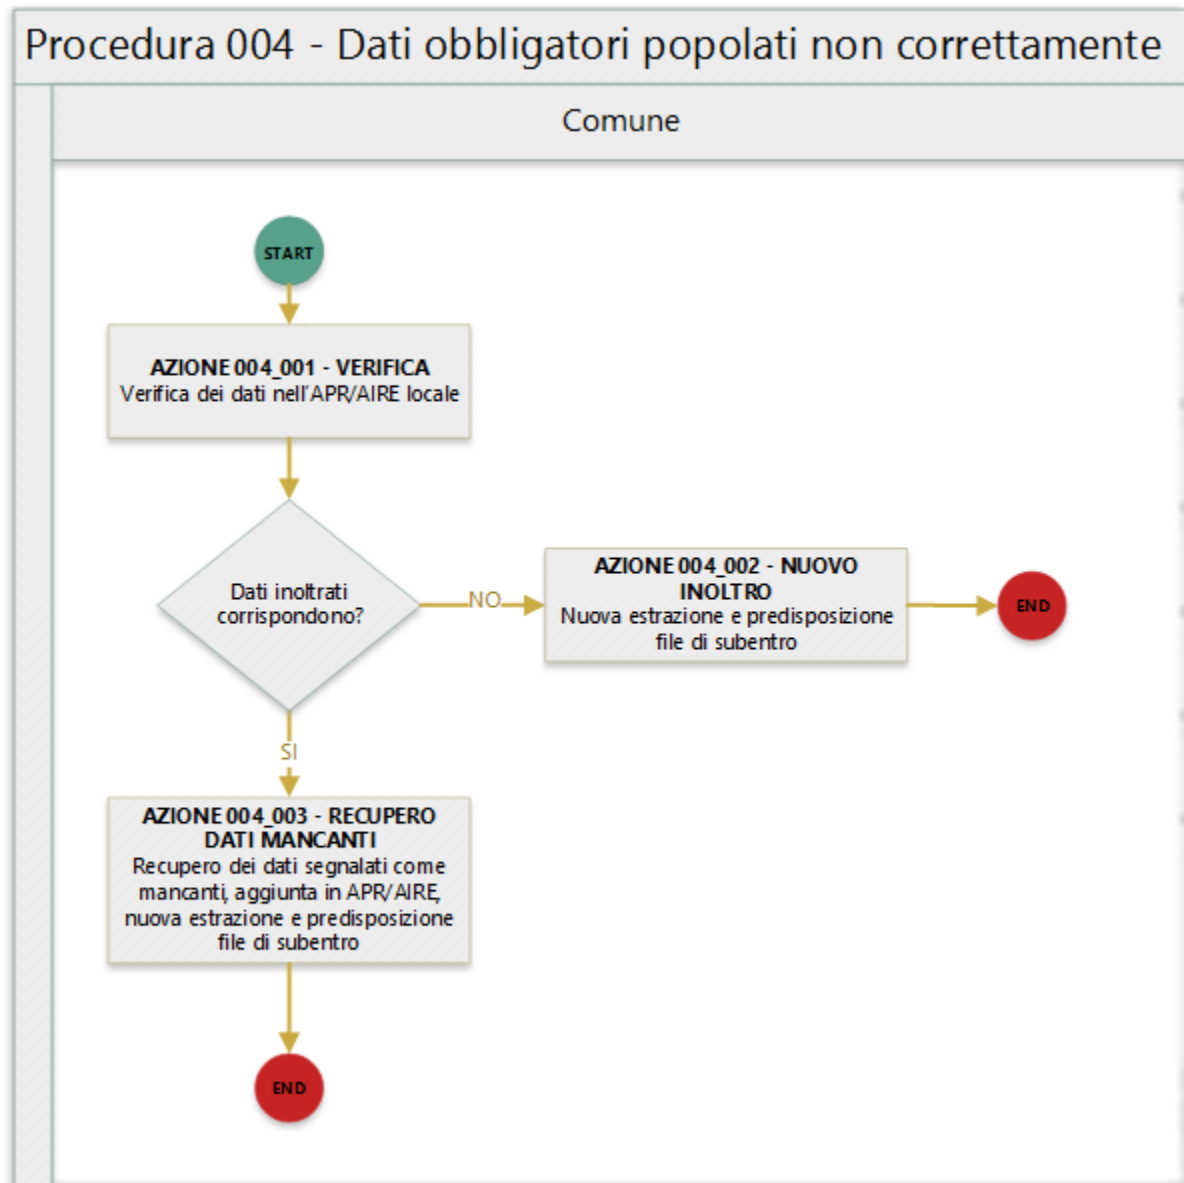 Procedura 004 - Dati obbligatori popolati non correttamente
Comune
START
AZIONE 004_001 - VERIFICA
Verifica dei dati nell'APR/AIRE locale
Dati inoltrati
corrispondono?
NO
AZIONE 004_002 - NUOVO
INOLTRO
Nuova estrazione e predisposizione
file di subentro
END
SI
AZIONE 004_003 - RECUPERO
DATI MANCANTI
Recupero dei dati segnalati come
mancanti, aggiunta in APR/AIRE,
nuova estrazione e predisposizione
file di subentro
END